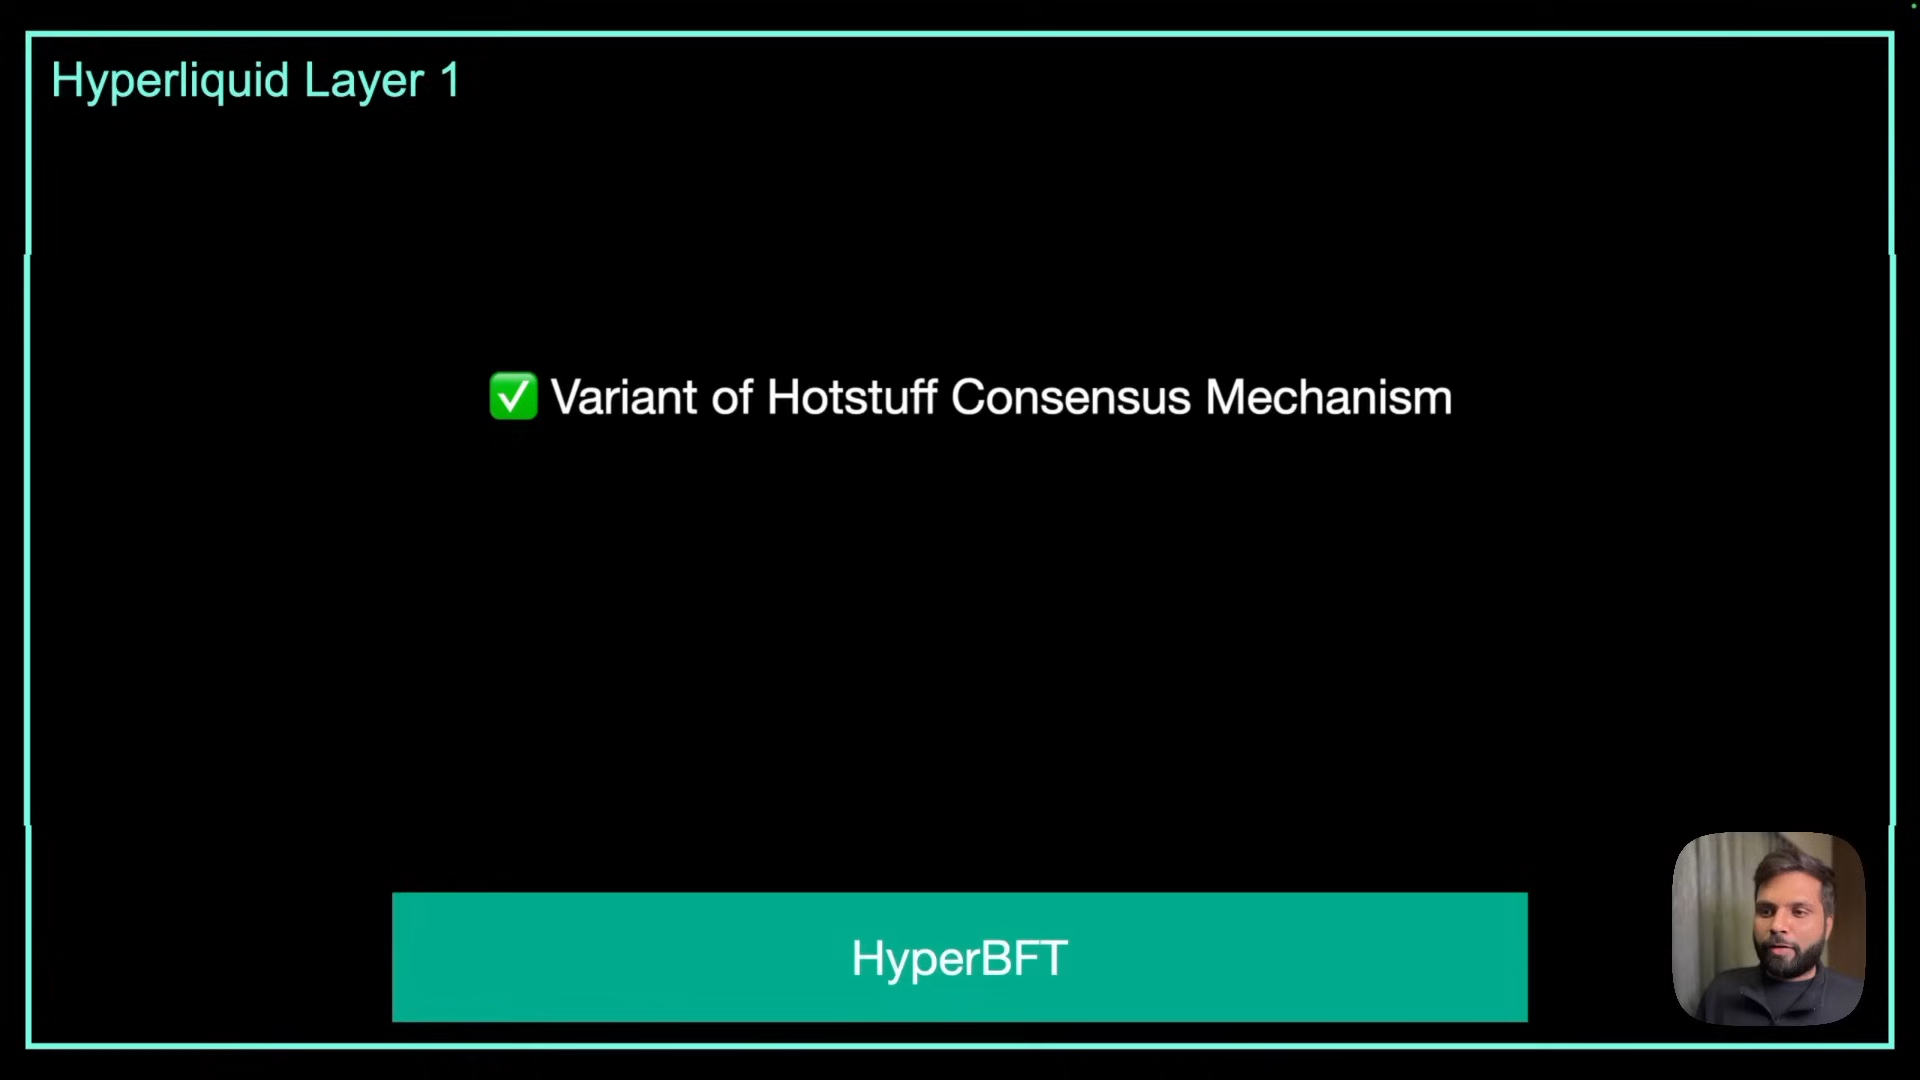 Hyperliquid Layer 1
✅ Variant of Hotstuff Consensus Mechanism
HyperBFT